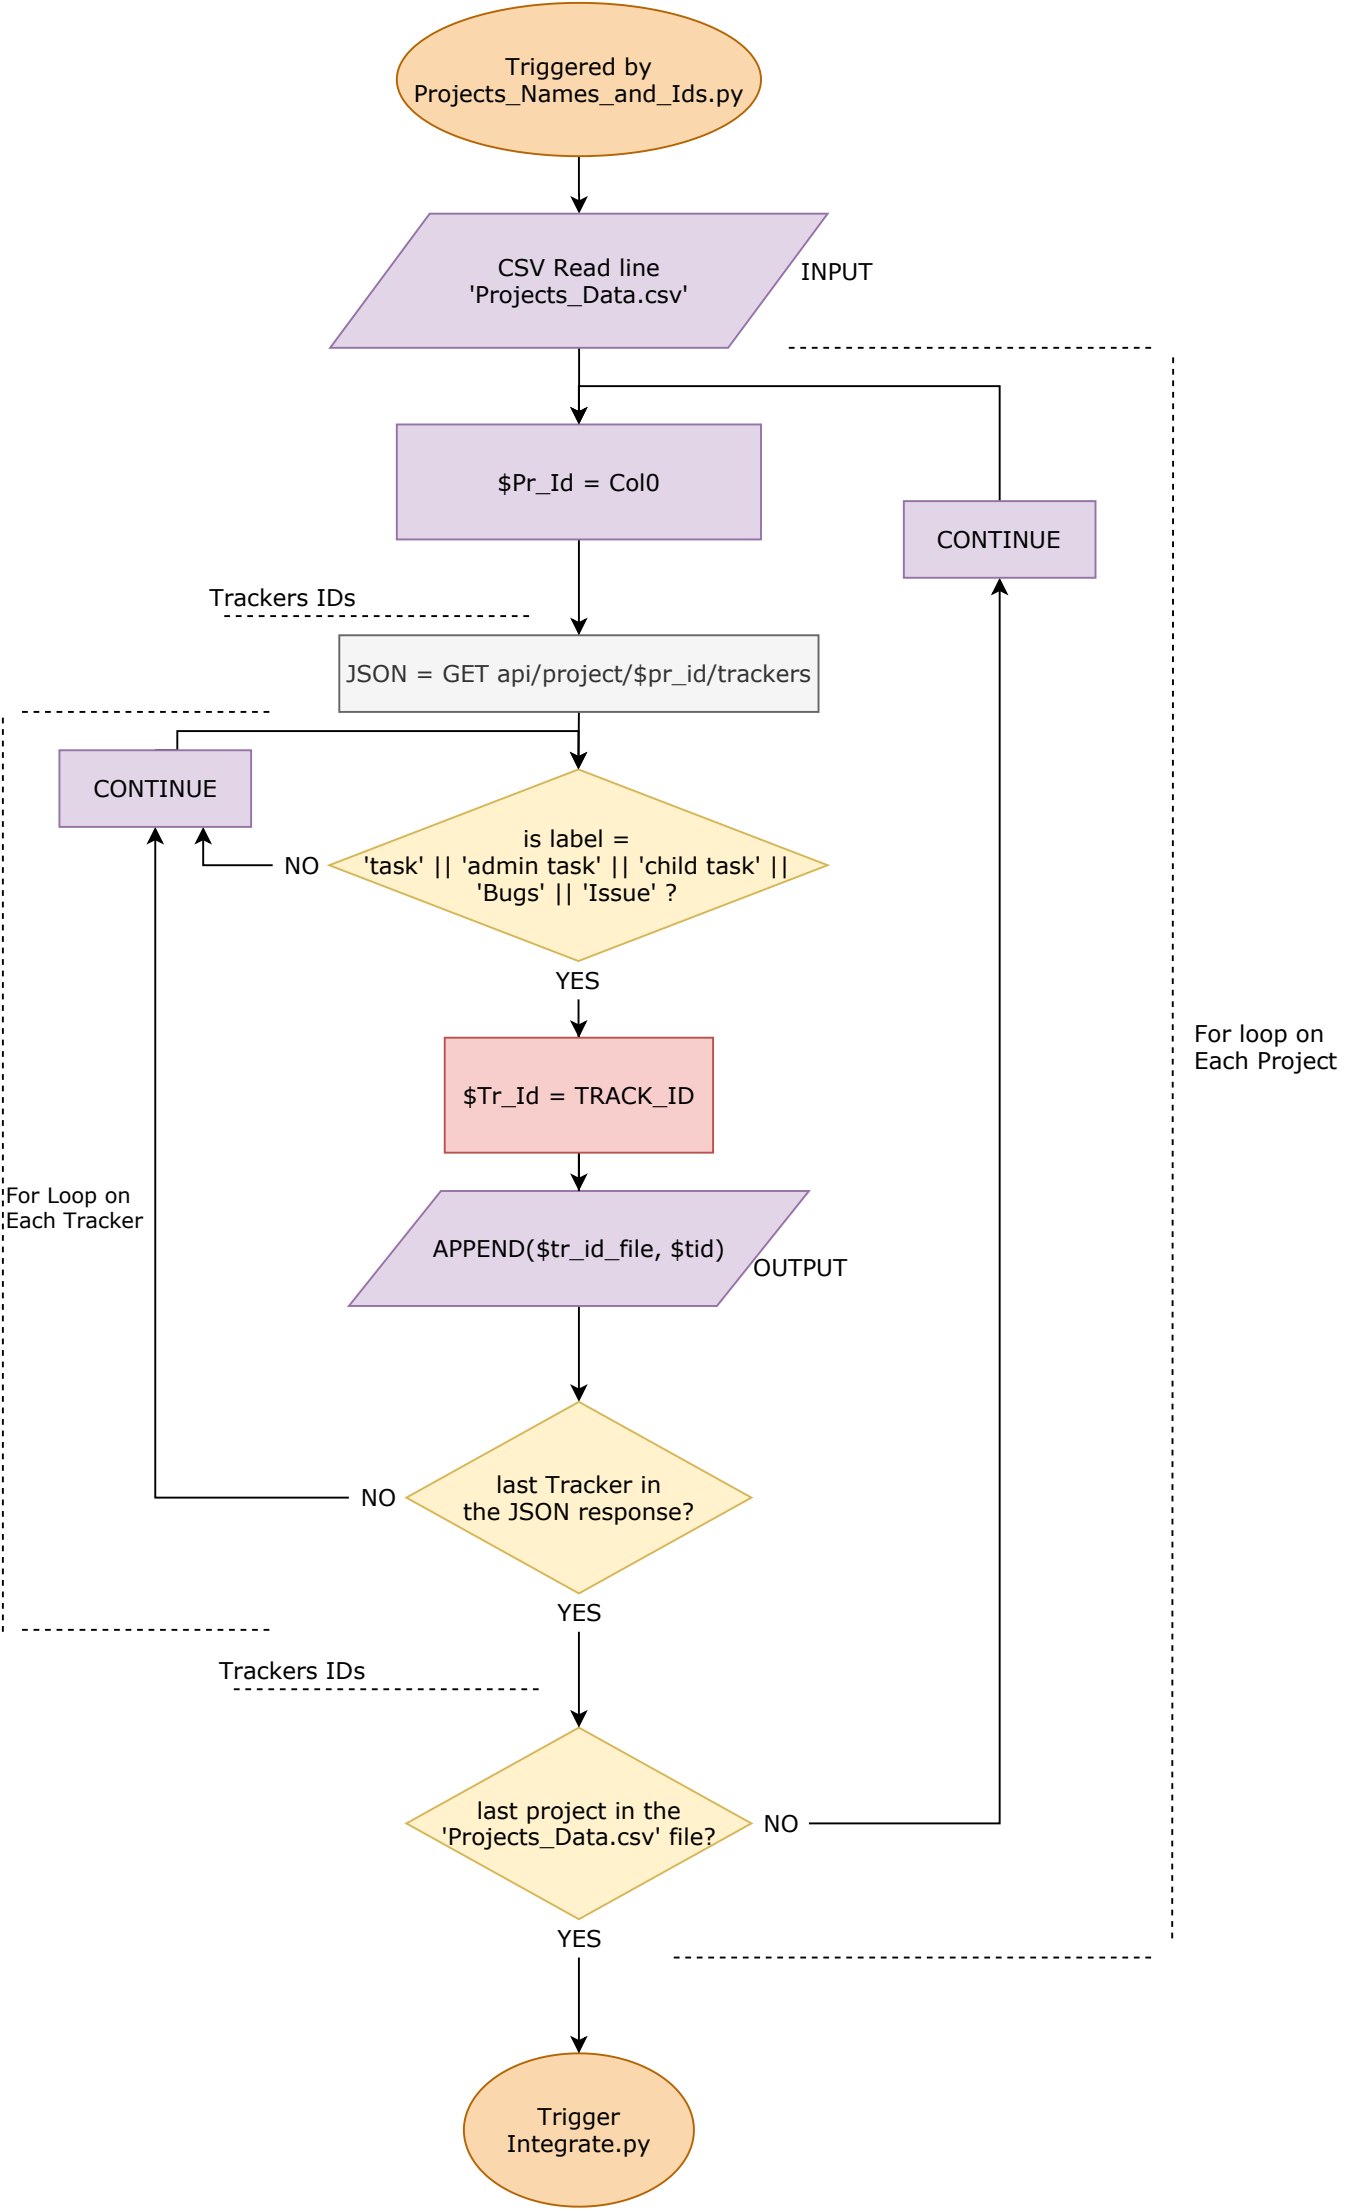 Triggered by
Projects_Names_and_Ids.py
CSV Read line
'Projects_Data.csv'
INPUT
$Pr_Id = Col0
CONTINUE
Trackers IDs
JSON = GET api/project/$pr_id/trackers
CONTINUE
is label =
'task' || 'admin task' || 'child task' ||
'Bugs' || 'Issue' ?
NO
YES
For loop on
Each Project
$Tr_Id = TRACK_ID
For Loop on
Each Tracker
APPEND($tr_id_file, $tid)
OUTPUT
last Tracker in
the JSON response?
NO
YES
Trackers IDs
last project in the
'Projects_Data.csv' file?
NO
YES
Trigger
Integrate.py